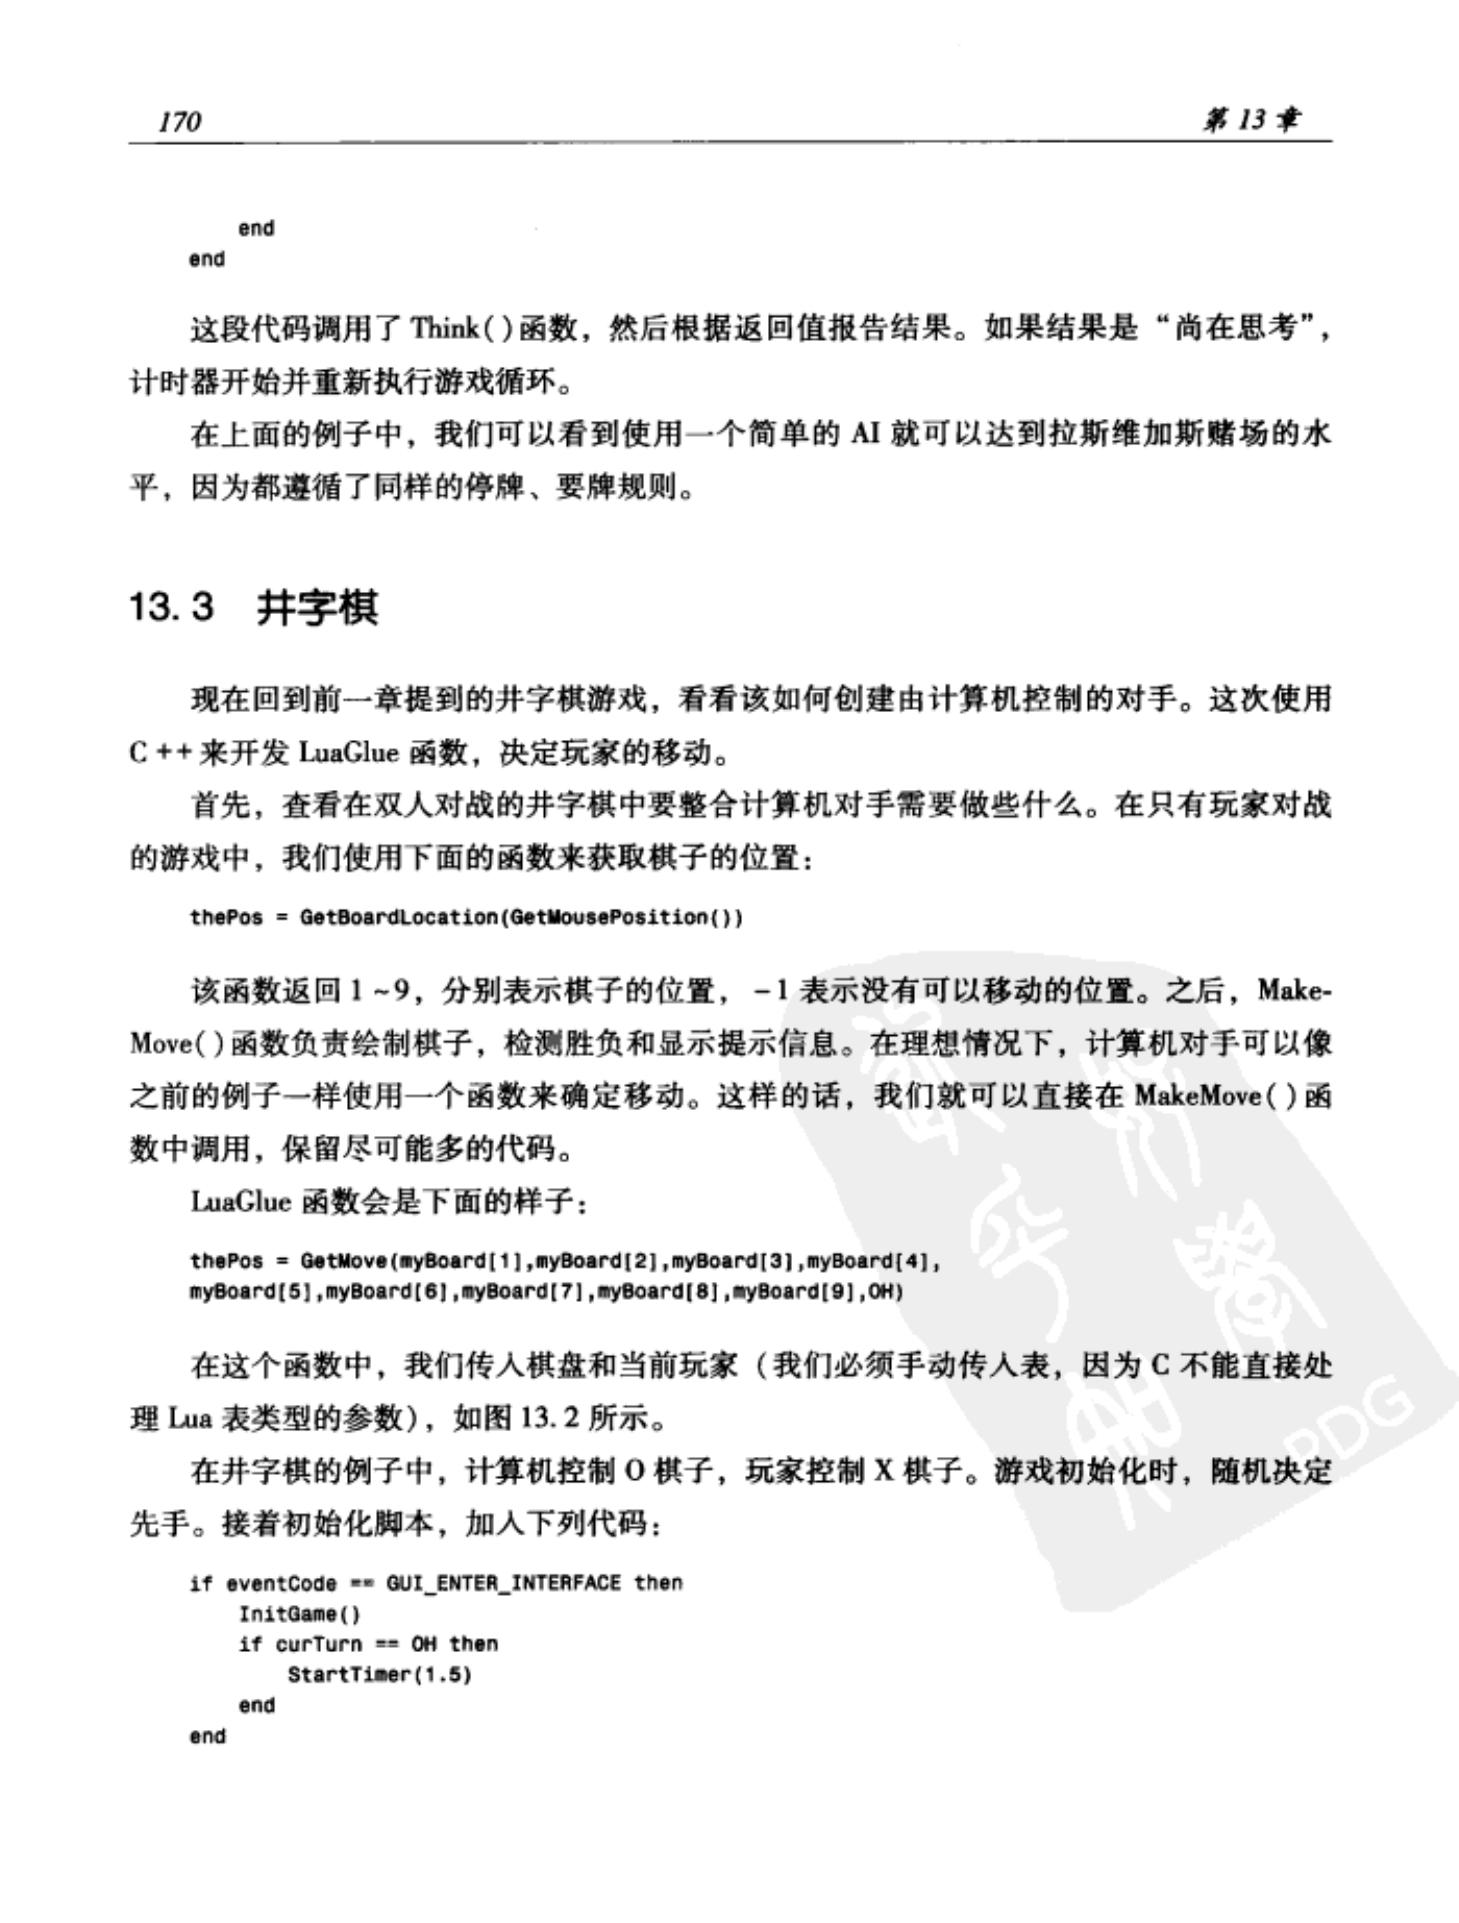 170
第 13 章
end
end
这段代码调用了 Think( )函数，然后根据返回值报告结果。如果结果是“尚在思考”，
计时器开始并重新执行游戏循环。
在上面的例子中，我们可以看到使用一个简单的 AI 就可以达到拉斯维加斯赌场的水
平，因为都遵循了同样的停牌、要牌规则。
13. 3 井字棋
现在回到前一章提到的井字棋游戏，看看该如何创建由计算机控制的对手。这次使用
C ++ 来开发 LuaGlue 函数，决定玩家的移动。
首先，查看在双人对战的井字棋中要整合计算机对手需要做些什么。在只有玩家对战
的游戏中，我们使用下面的函数来获取棋子的位置：
thePos = GetBoardLocation(GetMousePosition())
该函数返回 1 ~9，分别表示棋子的位置， -1 表示没有可以移动的位置。之后，Make-
Move( )函数负责绘制棋子，检测胜负和显示提示信息。在理想情况下，计算机对手可以像
之前的例子一样使用一个函数来确定移动。这样的话，我们就可以直接在 MakeMove( )函
数中调用，保留尽可能多的代码。
LuaGlue 函数会是下面的样子：
thePos = GetMove(myBoard[1],myBoard[2],myBoard[3],myBoard[4],
myBoard[5],myBoard[6],myBoard[7],myBoard[8],myBoard[9],OH)
在这个函数中，我们传入棋盘和当前玩家（我们必须手动传入表，因为 C 不能直接处
理 Lua 表类型的参数），如图 13. 2 所示。
在井字棋的例子中，计算机控制 O 棋子，玩家控制 X 棋子。游戏初始化时，随机决定
先手。接着初始化脚本，加入下列代码：
if eventCode == GUI_ENTER_INTERFACE then
InitGame()
if curTurn == OH then
StartTimer(1.5)
end
end
PDG